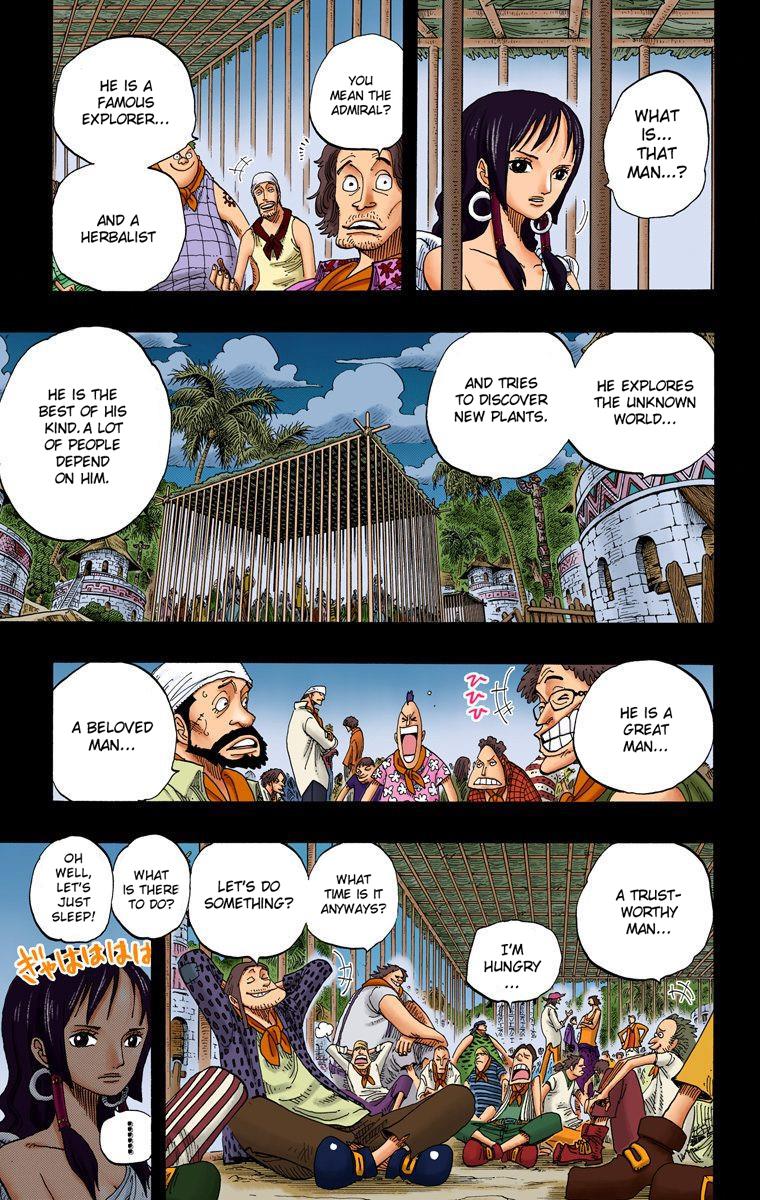 WHAT
IS...
THAT
MAN...?
YOU
MEAN THE
ADMIRAL?
HE IS A
FAMOUS
EXPLORER...
AND A
HERBALIST
HE EXPLORES
THE UNKNOWN
WORLD...
AND TRIES
TO DISCOVER
NEW PLANTS.
HE IS THE
BEST OF HIS
KIND. A LOT
OF PEOPLE
DEPEND
ON HIM.
HE IS A
GREAT
MAN...
ヒヒヒ
A BELOVED
MAN...
A TRUST-
WORTHY
MAN...
I'M
HUNGRY
...
WHAT
TIME IS IT
ANYWAYS?
LET'S DO
SOMETHING?
WHAT
IS THERE
TO DO?
OH
WELL,
LET'S
JUST
SLEEP!
ぎゃはははは
......